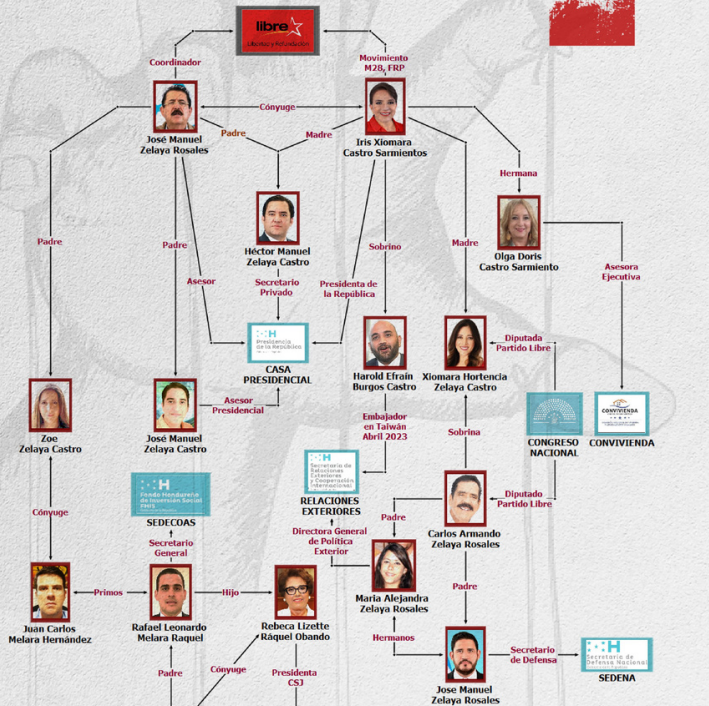 libre
Libertad y Refundación
Coordinador
Movimiento
M28, FRP
Cónyuge
José Manuel
Zelaya Rosales
Padre
Madre
Iris Xiomara
Castro Sarmientos
Hermana
Padre
Padre
Héctor Manuel
Zelaya Castro
Sobrino
Madre
Olga Doris
Castro Sarmiento
Asesor
Secretario
Privado
Presidenta de
la República
Asesora
Ejecutiva
Presidencia
de la República
CASA
PRESIDENCIAL
Diputada
Partido Libre
Harold Efraín
Burgos Castro
Xiomara Hortencia
Zelaya Castro
Zoe
Zelaya Castro
José Manuel
Zelaya Castro
Asesor
Presidencial
Embajador
en Taiwán
Abril 2023
Sobrina
CONGRESO
NACIONAL
CONVIVIENDA
CONVIVIENDA
Fondo Hondureño
de Inversión Social
FHIS
SEDECOAS
Secretaría de
Relaciones
Exteriores
y Cooperación
Internacional
RELACIONES
EXTERIORES
Diputado
Partido Libre
Cónyuge
Secretario
General
Directora General
de Política
Exterior
Padre
Carlos Armando
Zelaya Rosales
Primos
Hijo
Padre
Juan Carlos
Melara Hernández
Rafael Leonardo
Melara Raquel
Rebeca Lizette
Ráquel Obando
Maria Alejandra
Zelaya Rosales
Hermanos
Secretario
de Defensa
Secretaría de
Defensa Nacional
SEDENA
Padre
Cónyuge
Presidenta
CSJ
Jose Manuel
Zelaya Rosales